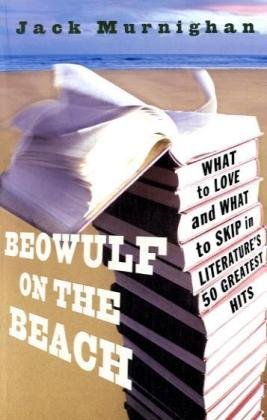 Jack Murnighan
WHAT
to LOVE
and WHAT
to SKIP in
LITERATURE'S
50 GREATEST
HITS
BEOWULF
ON THE
BEACH